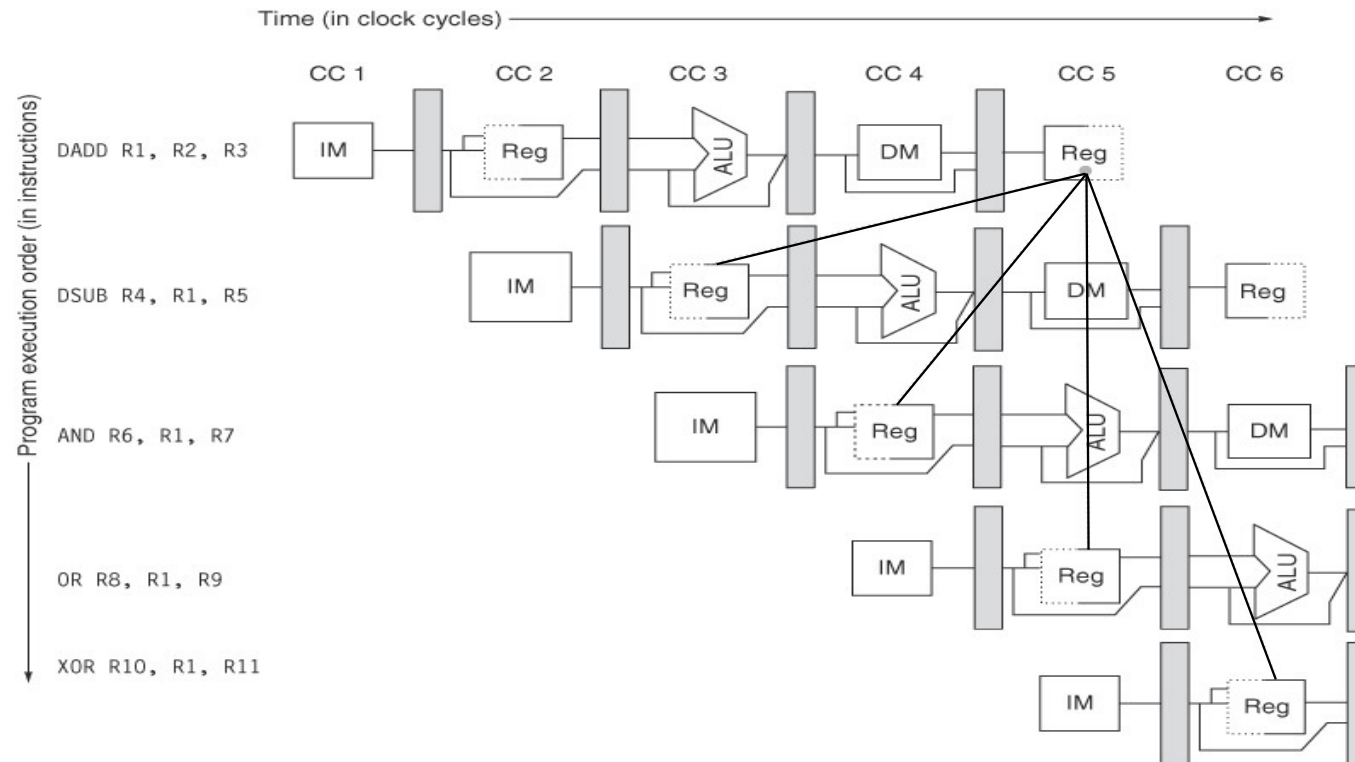 Time (in clock cycles)
CC 1 CC 2 CC 3 CC 4 CC 5 CC 6
Program execution order (in instructions)
DADD R1, R2, R3 IM Reg ALU DM Reg
DSUB R4, R1, R5 IM Reg ALU DM Reg
AND R6, R1, R7 IM Reg ALU DM
OR R8, R1, R9 IM Reg ALU
XOR R10, R1, R11 IM Reg